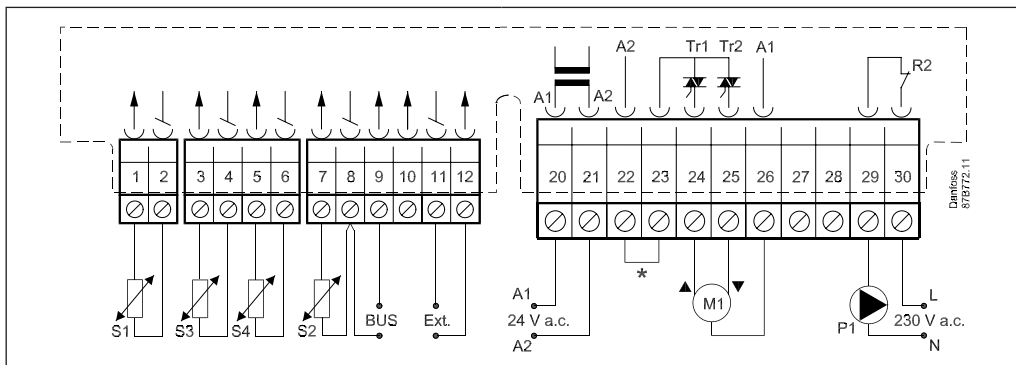 A2 Tr1 Tr2 A1
R2
A1 A2
1 2 3 4 5 6 7 8 9 10 11 12
20 21 22 23 24 25 26 27 28 29 30
Danfoss
87B772.11
*
A1
24 V a.c.
A2
M1
P1
L
230 V a.c.
N
S1 S3 S4 S2 BUS Ext.